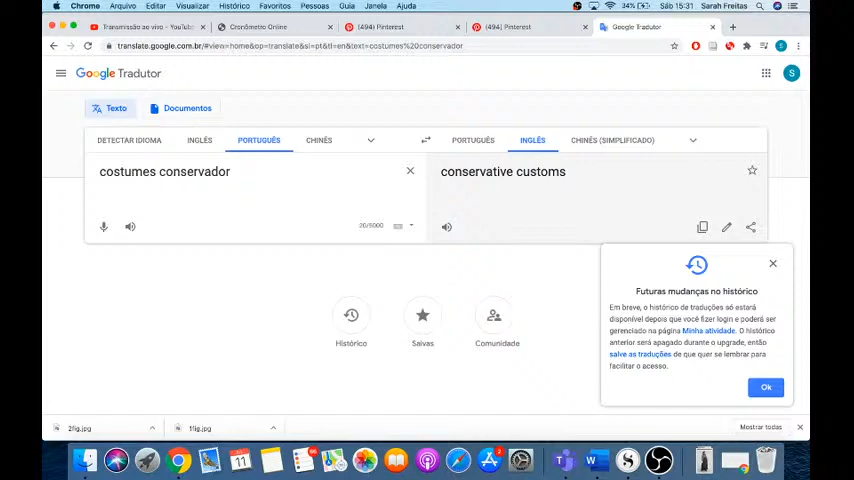 Chrome Arquivo Editar Visualizar Histórico Favoritos Pessoas Guia Janela Ajuda 34% Sáb 15:31 Sarah Freitas
Transmissão ao vivo - YouTube Cronômetro Online (494) Pinterest (494) Pinterest Google Tradutor
translate.google.com.br/#view=home&op=translate&sl=pt&tl=en&text=costumes%20conservador
Google Tradutor
S
Texto Documentos
DETECTAR IDIOMA INGLÊS PORTUGUÊS CHINÊS PORTUGUÊS INGLÊS CHINÊS (SIMPLIFICADO)
costumes conservador conservative customs
20/5000
Futuras mudanças no histórico
Em breve, o histórico de traduções só estará
disponível depois que você fizer login e poderá ser
gerenciado na página Minha atividade. O histórico
anterior será apagado durante o upgrade, então
salve as traduções de que quer se lembrar para
facilitar o acesso.
Ok
Histórico Salvas Comunidade
2fig.jpg 1fig.jpg Mostrar todas
11